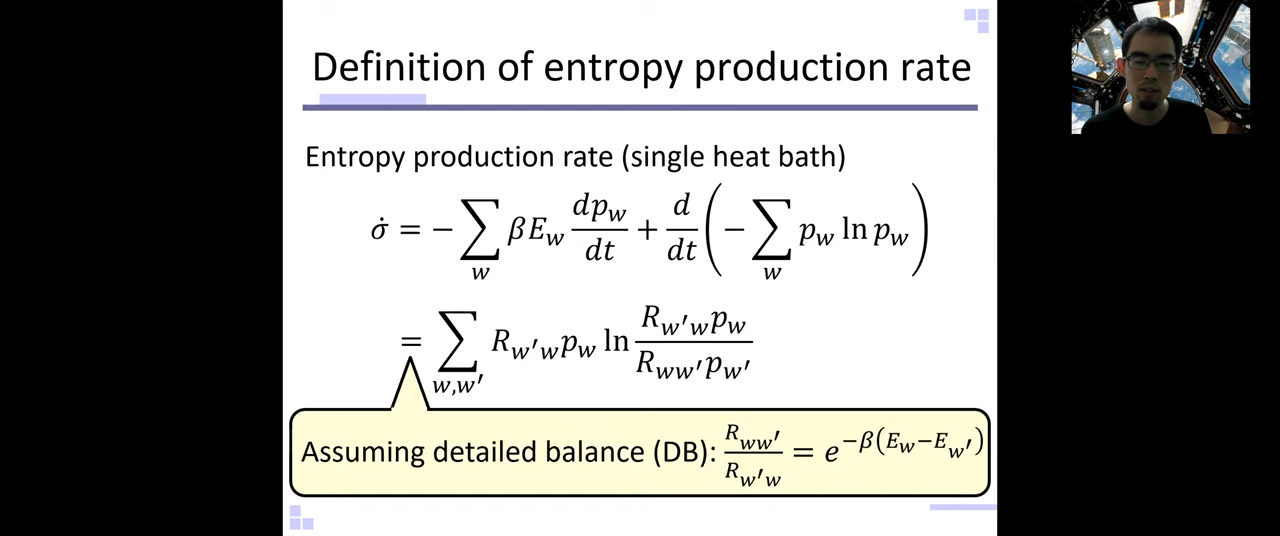 Definition of entropy production rate
Entropy production rate (single heat bath)
σ̇ = −∑_w βE_w dp_w/dt + d/dt(−∑_w p_w ln p_w)
= ∑_{w,w′} R_{w′w}p_w ln R_{w′w}p_w/R_{ww′}p_{w′}
Assuming detailed balance (DB): R_{ww′}/R_{w′w} = e^{−β(E_w−E_{w′})}